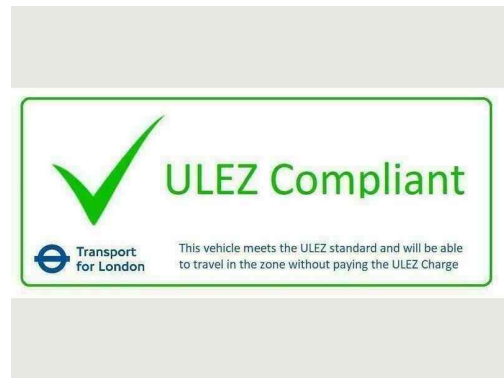 ULEZ Compliant
Transport
for London
This vehicle meets the ULEZ standard and will be able
to travel in the zone without paying the ULEZ Charge